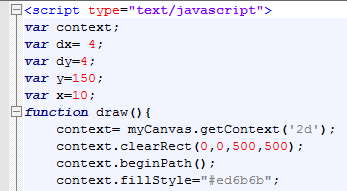 <script type="text/javascript">
var context;
var dx= 4;
var dy=4;
var y=150;
var x=10;
function draw(){
context= myCanvas.getContext('2d');
context.clearRect(0,0,500,500);
context.beginPath();
context.fillStyle="#ed6b6b";